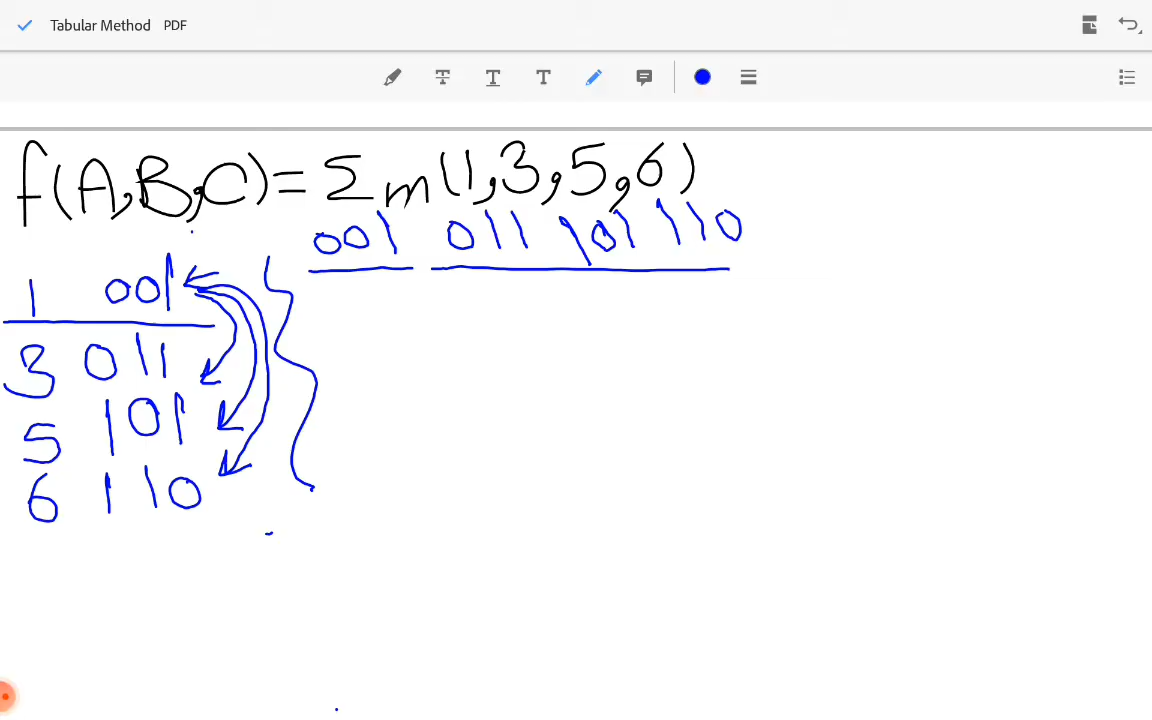 Tabular Method PDF
f(A,B,C)=Σm(1,3,5,6)
001 011 101 110
1 001
3 011
5 101
6 110